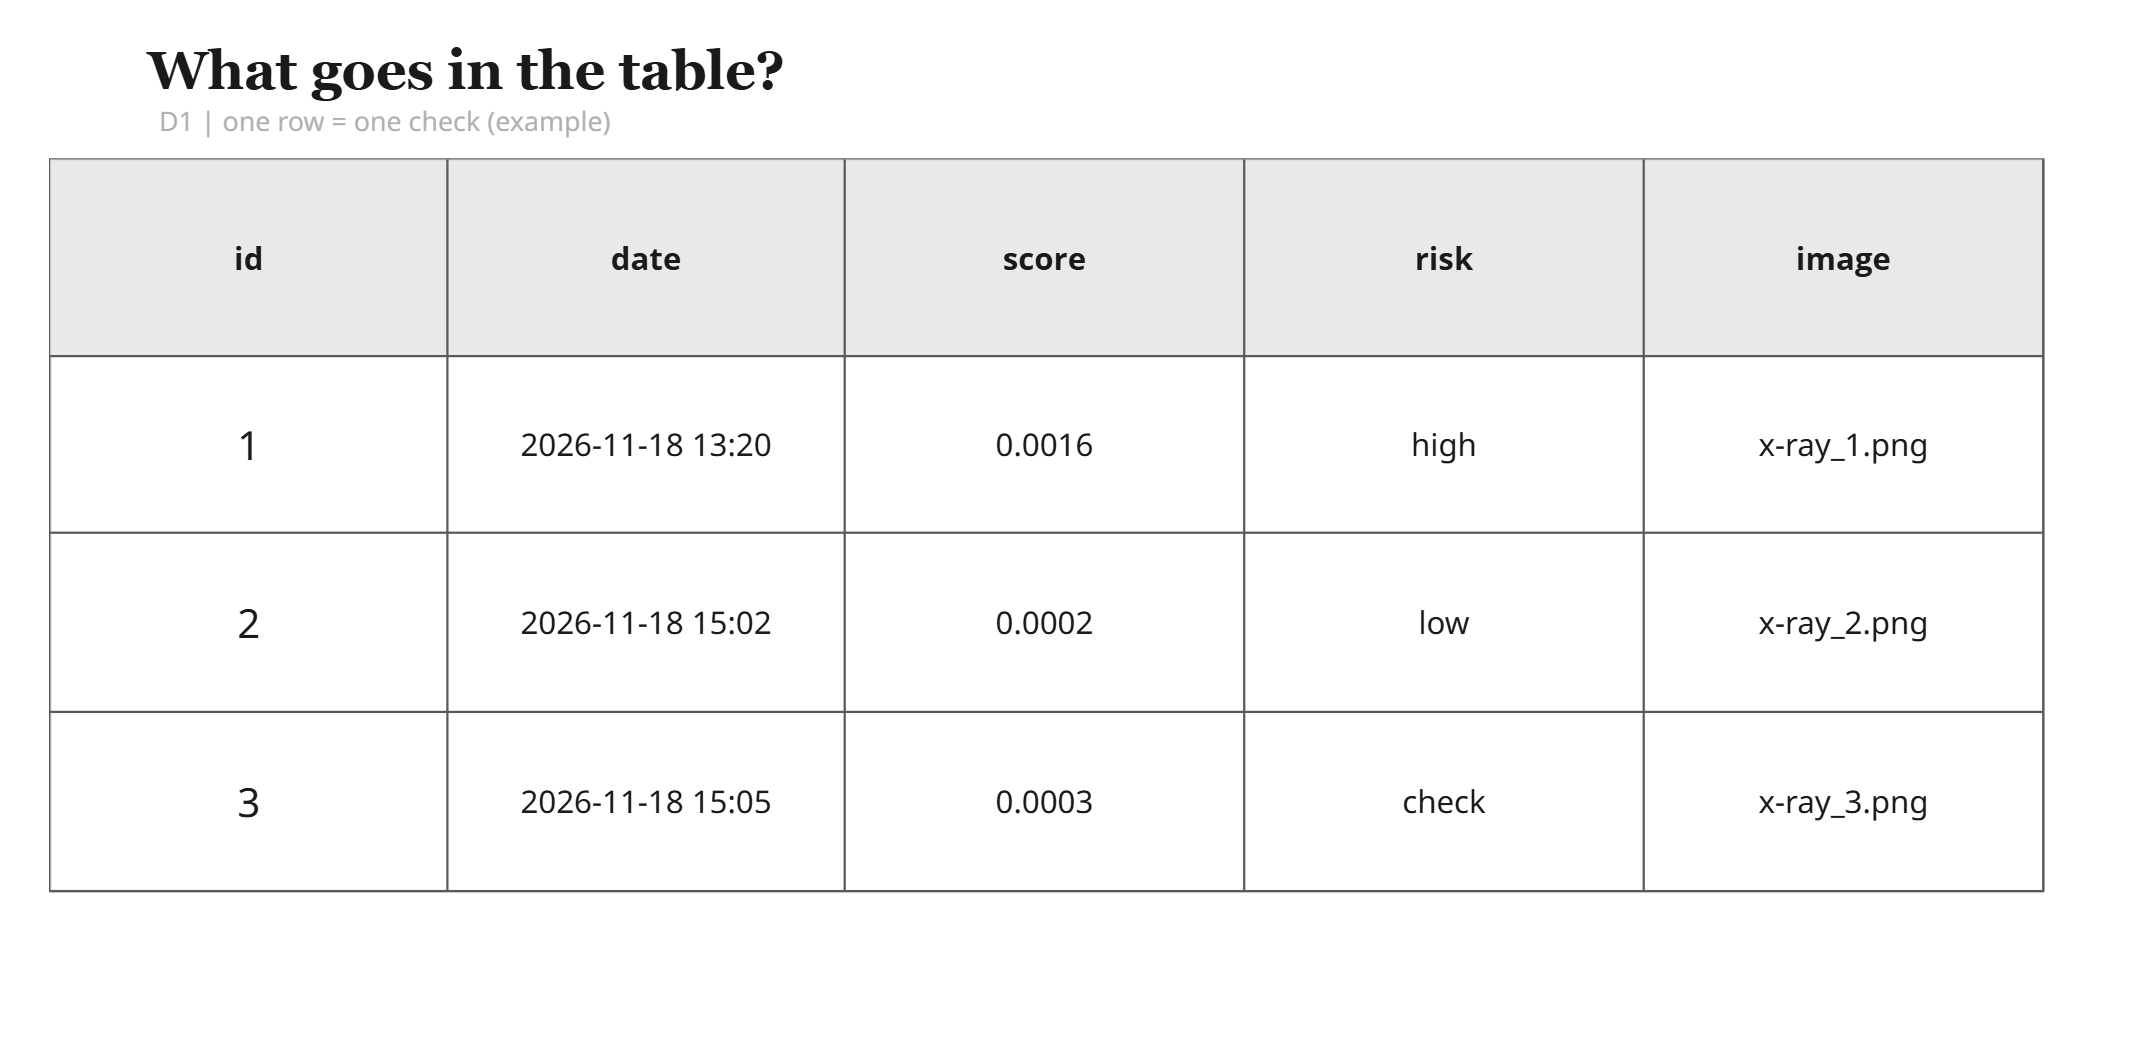 What goes in the table?
D1 | one row = one check (example)
id date score risk image
1 2026-11-18 13:20 0.0016 high x-ray_1.png
2 2026-11-18 15:02 0.0002 low x-ray_2.png
3 2026-11-18 15:05 0.0003 check x-ray_3.png